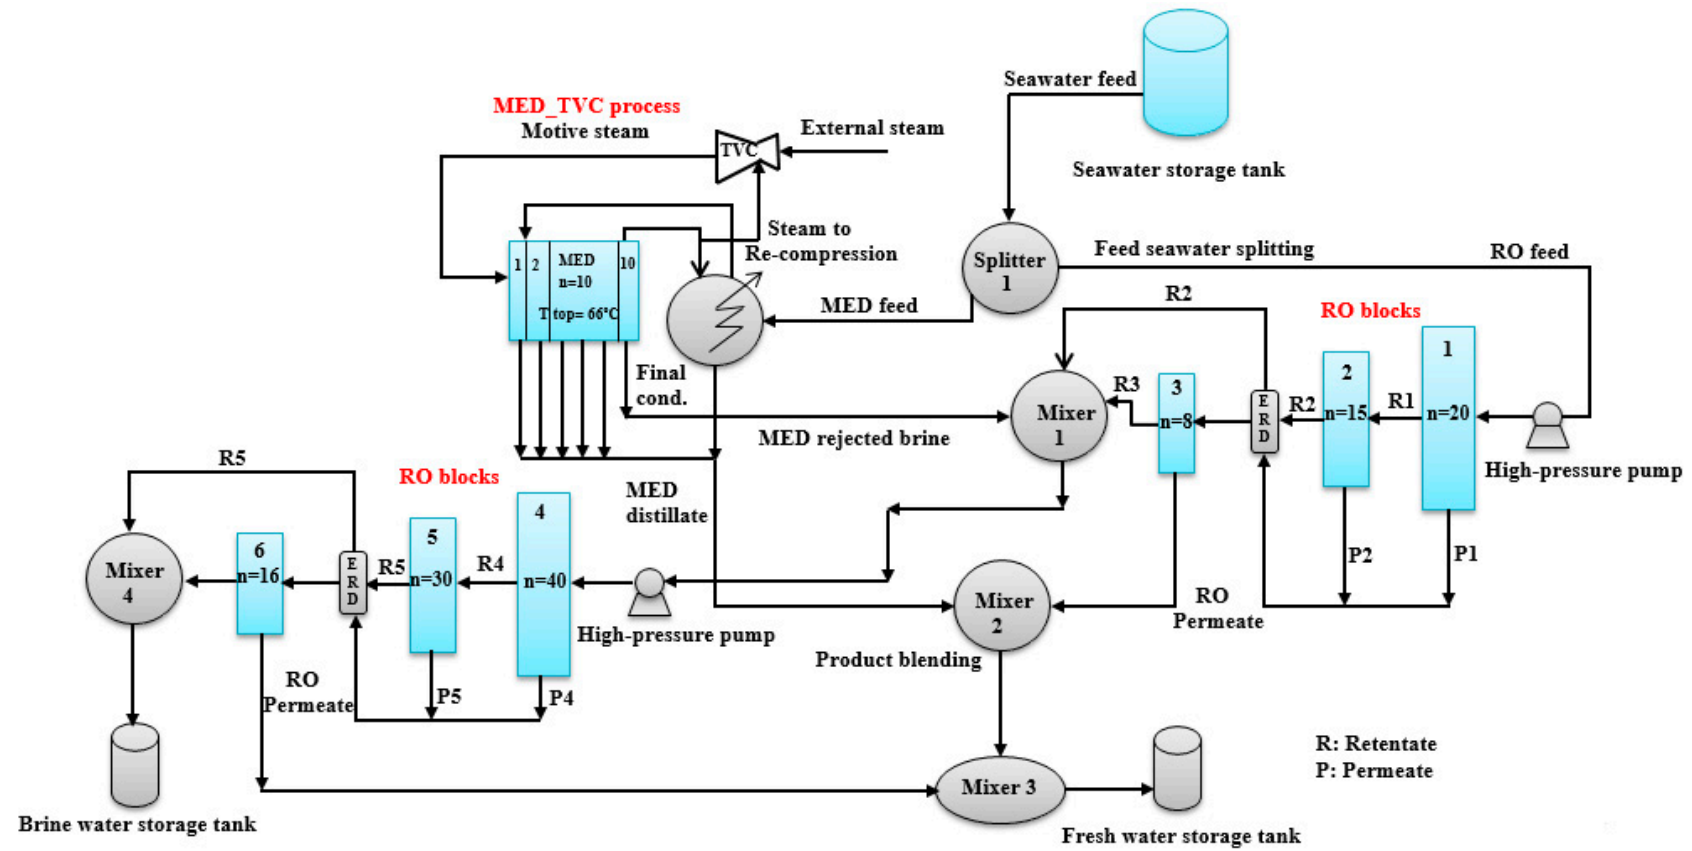 Seawater feed
Seawater storage tank
MED_TVC process
Motive steam
External steam
TVC
Steam to
Re-compression
Splitter
1
Feed seawater splitting
RO feed
1
2
MED
n=10
10
T top= 66°C
MED feed
R2
RO blocks
1
n=20
2
n=15
3
n=8
R1
R2
E
R
D
R3
Mixer
1
High-pressure pump
Final
cond.
MED rejected brine
P2
P1
RO
Permeate
MED
distillate
R5
RO blocks
4
n=40
5
n=30
6
n=16
R4
R5
E
R
D
Mixer
4
High-pressure pump
Mixer
2
Product blending
P5
P4
RO
Permeate
Mixer 3
R: Retentate
P: Permeate
Brine water storage tank
Fresh water storage tank